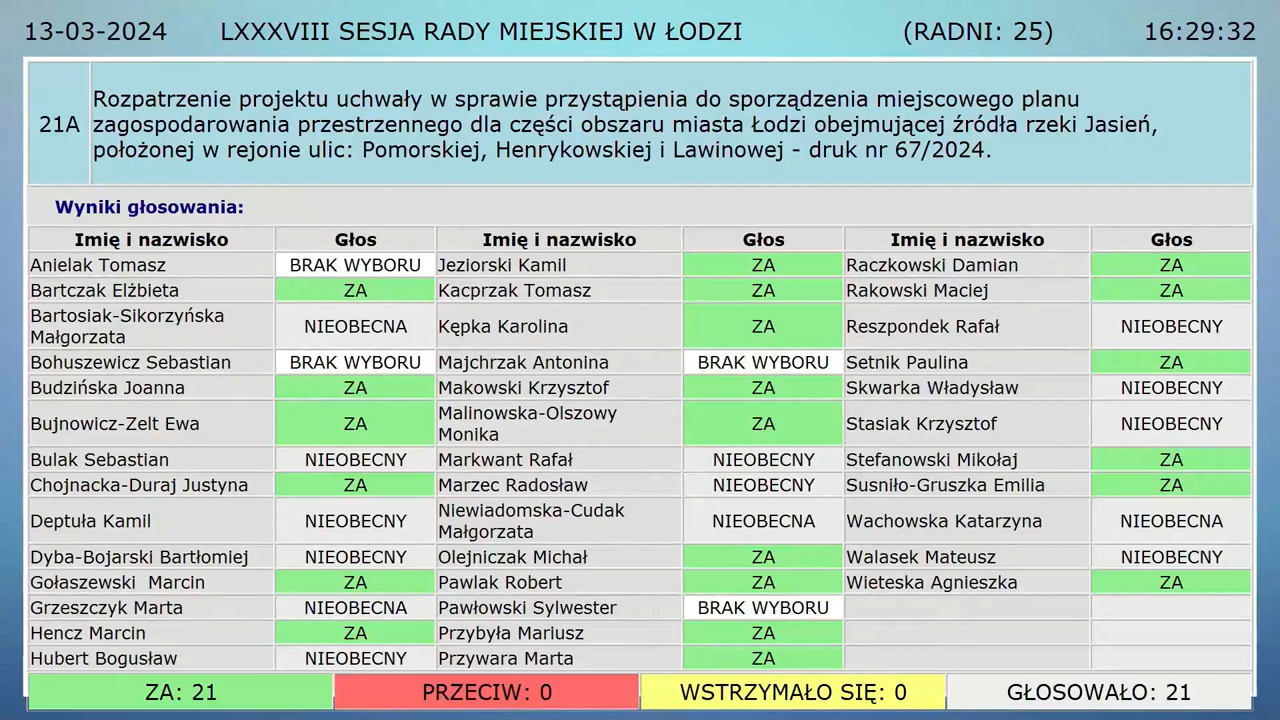 13-03-2024 LXXXVIII SESJA RADY MIEJSKIEJ W ŁODZI (RADNI: 25) 16:29:32
21A
Rozpatrzenie projektu uchwały w sprawie przystąpienia do sporządzenia miejscowego planu
zagospodarowania przestrzennego dla części obszaru miasta Łodzi obejmującej źródła rzeki Jasień,
położonej w rejonie ulic: Pomorskiej, Henrykowskiej i Lawinowej - druk nr 67/2024.
Wyniki głosowania:
Imię i nazwisko Głos Imię i nazwisko Głos Imię i nazwisko Głos
Anielak Tomasz BRAK WYBORU Jeziorski Kamil ZA Raczkowski Damian ZA
Bartczak Elżbieta ZA Kacprzak Tomasz ZA Rakowski Maciej ZA
Bartosiak-Sikorzyńska
Małgorzata NIEOBECNA Kępka Karolina ZA Reszpondek Rafał NIEOBECNY
Bohuszewicz Sebastian BRAK WYBORU Majchrzak Antonina BRAK WYBORU Setnik Paulina ZA
Budzińska Joanna ZA Makowski Krzysztof ZA Skwarka Władysław NIEOBECNY
Bujnowicz-Zelt Ewa ZA Malinowska-Olszowy
Monika ZA Stasiak Krzysztof NIEOBECNY
Bulak Sebastian NIEOBECNY Markwant Rafał NIEOBECNY Stefanowski Mikołaj ZA
Chojnacka-Duraj Justyna ZA Marzec Radosław NIEOBECNY Susniło-Gruszka Emilia ZA
Deptuła Kamil NIEOBECNY Niewiadomska-Cudak
Małgorzata NIEOBECNA Wachowska Katarzyna NIEOBECNA
Dyba-Bojarski Bartłomiej NIEOBECNY Olejniczak Michał ZA Walasek Mateusz NIEOBECNY
Gołaszewski Marcin ZA Pawlak Robert ZA Wieteska Agnieszka ZA
Grzeszczyk Marta NIEOBECNA Pawłowski Sylwester BRAK WYBORU
Hencz Marcin ZA Przybyła Mariusz ZA
Hubert Bogusław NIEOBECNY Przywara Marta ZA
ZA: 21 PRZECIW: 0 WSTRZYMAŁO SIĘ: 0 GŁOSOWAŁO: 21